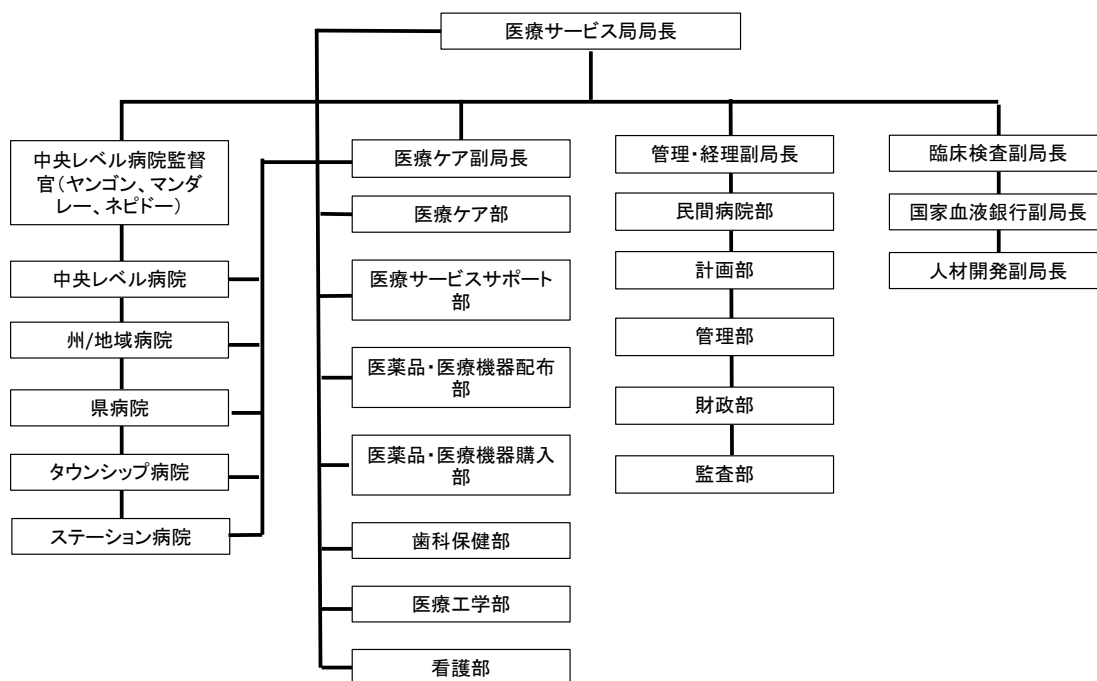 医療サービス局局長
中央レベル病院監督
官(ヤンゴン、マンダ
レー、ネピドー)
中央レベル病院
州/地域病院
県病院
タウンシップ病院
ステーション病院
医療ケア副局長
医療ケア部
医療サービスサポート
部
医薬品・医療機器配布
部
医薬品・医療機器購入
部
歯科保健部
医療工学部
看護部
管理・経理副局長
民間病院部
計画部
管理部
財政部
監査部
臨床検査副局長
国家血液銀行副局長
人材開発副局長